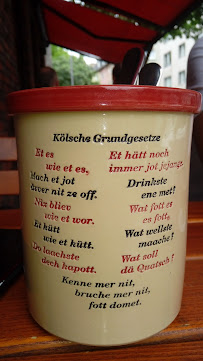 Kölsche Grundgesetze
Et es
wie et es,
Mach et jot
ävver nit ze off.
Nix bliev
wie et wor.
Et kütt
wie et kütt.
Do laachste
dech kapott.
Et hätt noch
immer jot jejange.
Drinkste
ene met?
Wat fott es
es fott,
Wat wellste
maache?
Wat soll
dä Quatsch?
Kenne mer nit,
bruche mer nit,
fott domet.